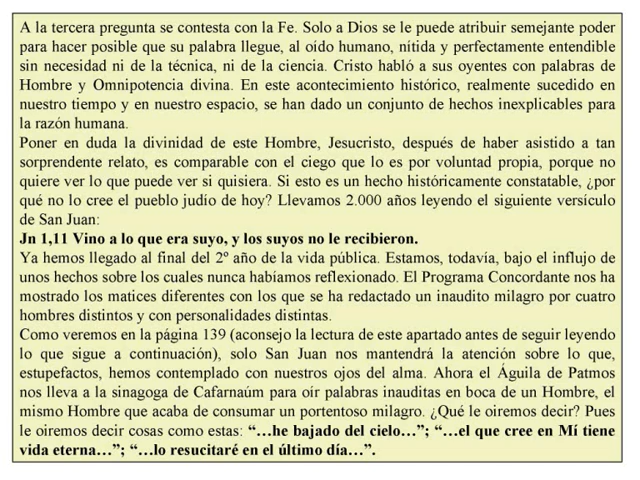 A la tercera pregunta se contesta con la Fe. Solo a Dios se le puede atribuir semejante poder
para hacer posible que su palabra llegue, al oído humano, nítida y perfectamente entendible
sin necesidad ni de la técnica, ni de la ciencia. Cristo habló a sus oyentes con palabras de
Hombre y Omnipotencia divina. En este acontecimiento histórico, realmente sucedido en
nuestro tiempo y en nuestro espacio, se han dado un conjunto de hechos inexplicables para
la razón humana.
Poner en duda la divinidad de este Hombre, Jesucristo, después de haber asistido a tan
sorprendente relato, es comparable con el ciego que lo es por voluntad propia, porque no
quiere ver lo que puede ver si quisiera. Si esto es un hecho históricamente constatable, ¿por
qué no lo cree el pueblo judío de hoy? Llevamos 2.000 años leyendo el siguiente versículo
de San Juan:
Jn 1,11 Vino a lo que era suyo, y los suyos no le recibieron.
Ya hemos llegado al final del 2º año de la vida pública. Estamos, todavía, bajo el influjo de
unos hechos sobre los cuales nunca habíamos reflexionado. El Programa Concordante nos ha
mostrado los matices diferentes con los que se ha redactado un inaudito milagro por cuatro
hombres distintos y con personalidades distintas.
Como veremos en la página 139 (aconsejo la lectura de este apartado antes de seguir leyendo
lo que sigue a continuación), solo San Juan nos mantendrá la atención sobre lo que,
estupefactos, hemos contemplado con nuestros ojos del alma. Ahora el Águila de Patmos
nos lleva a la sinagoga de Cafarnaúm para oír palabras inauditas en boca de un Hombre, el
mismo Hombre que acaba de consumar un portentoso milagro. ¿Qué le oiremos decir? Pues
le oiremos decir cosas como estas: “…he bajado del cielo…”; “…el que cree en Mí tiene
vida eterna…”; “…lo resucitaré en el último día…”.